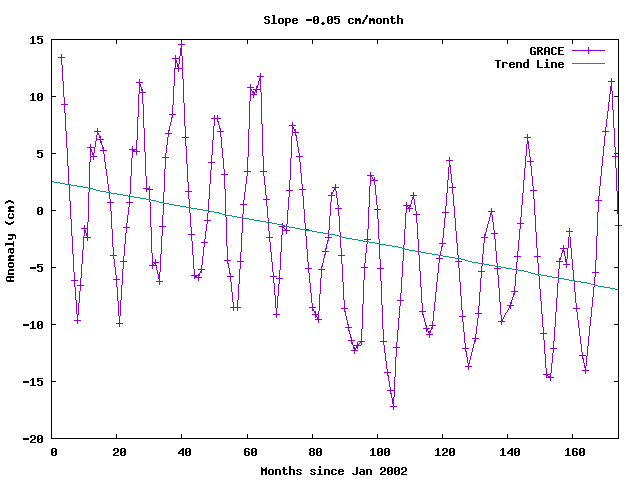 Slope -0.05 cm/month
GRACE
Trend Line
15
10
5
0
-5
-10
-15
-20
Anomaly (cm)
0 20 40 60 80 100 120 140 160
Months since Jan 2002